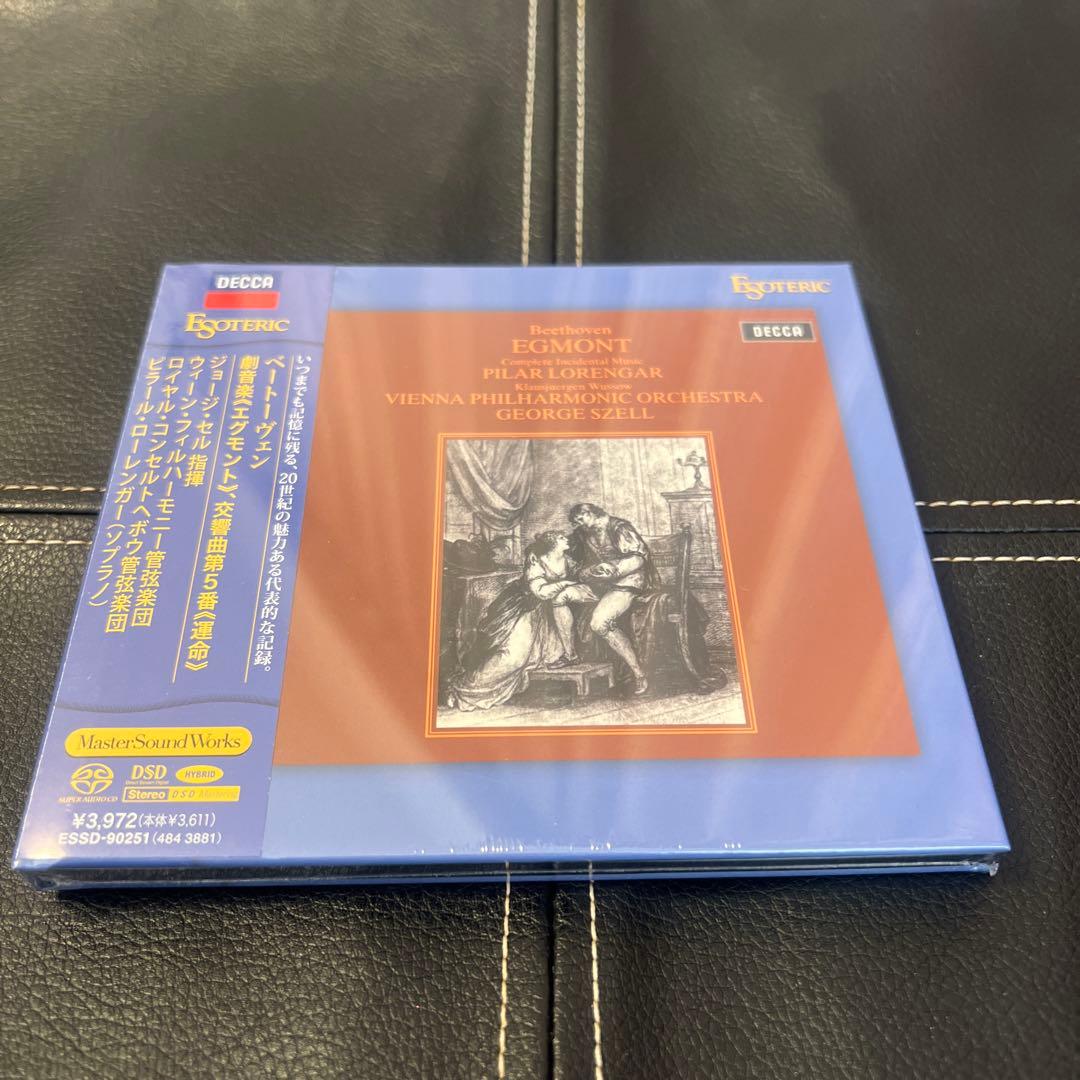 DECCA
ESOTERIC
いつまでも記憶に残る、20世紀の魅力ある代表的な記録。
ベートーヴェン
劇音楽《エグモント》、交響曲第5番《運命》
ジョージ・セル 指揮
ウィーン・フィルハーモニー管弦楽団
ロイヤル・コンセルトヘボウ管弦楽団
ピラール・ローレンガー(ソプラノ)
MasterSound Works
SUPER AUDIO CD
DSD
Direct Stream Digital
HYBRID
Stereo
DSD Mastering
¥3,972(本体¥3,611)
ESSD-90251(484 3881)
ESOTERIC
DECCA
Beethoven
EGMONT
Complete Incidental Music
PILAR LORENGAR
Klausjuergen Wussow
VIENNA PHILHARMONIC ORCHESTRA
GEORGE SZELL